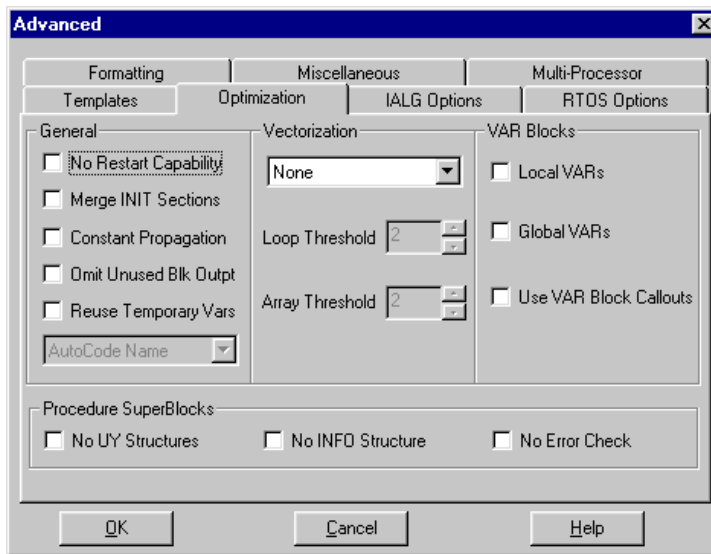 Advanced
Formatting
Miscellaneous
Multi-Processor
Templates
Optimization
IALG Options
RTOS Options
General
No Restart Capability
Merge INIT Sections
Constant Propagation
Omit Unused Blk Outpt
Reuse Temporary Vars
AutoCode Name
Vectorization
None
Loop Threshold 2
Array Threshold 2
VAR Blocks
Local VARs
Global VARs
Use VAR Block Callouts
Procedure SuperBlocks
No UY Structures
No INFO Structure
No Error Check
OK
Cancel
Help